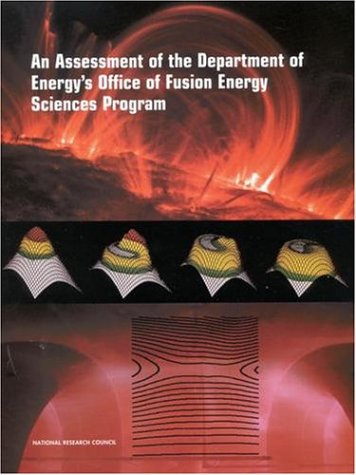 An Assessment of the Department of
Energy's Office of Fusion Energy
Sciences Program
NATIONAL RESEARCH COUNCIL